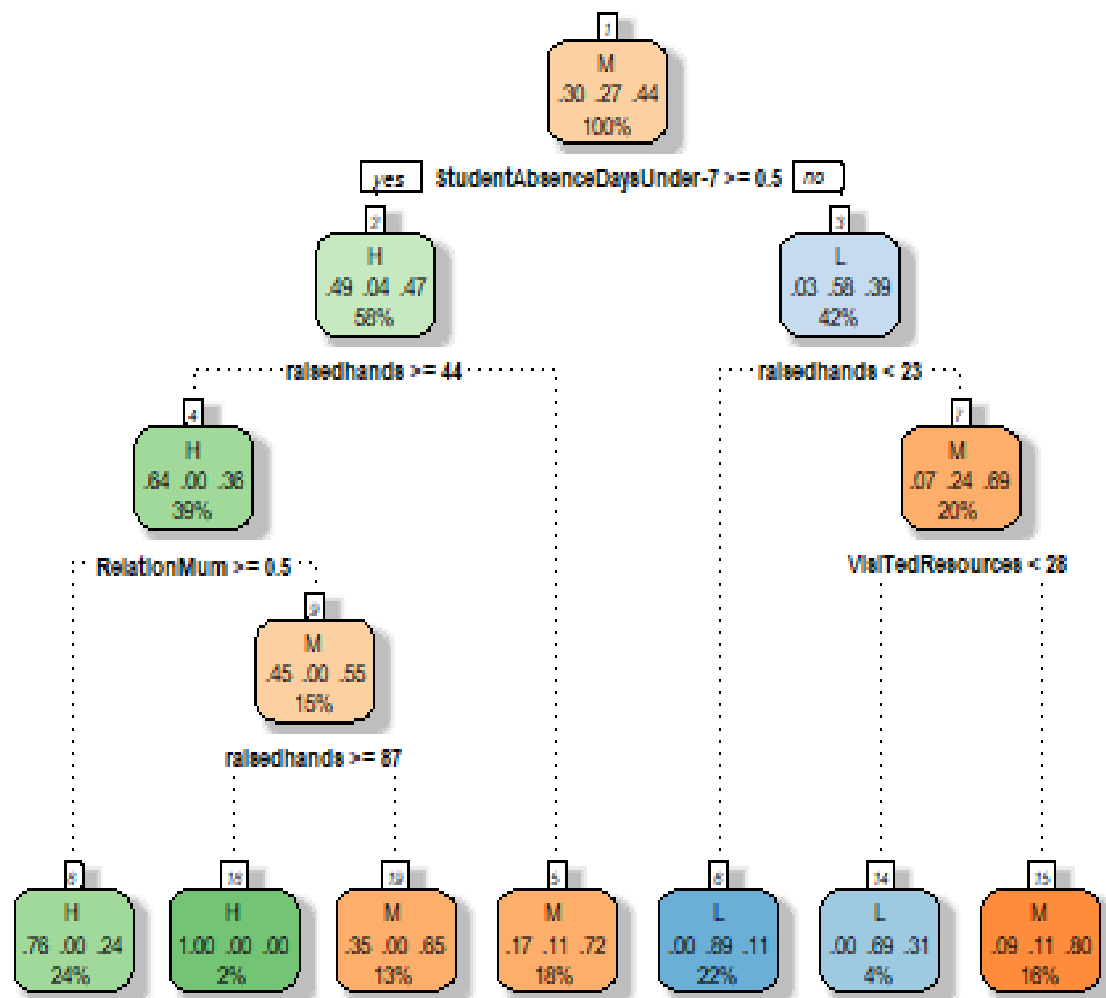 1
M
.30 .27 .44
100%
yes StudentAbsenceDaysUnder-7 >= 0.5 no
2 3
H L
.49 .04 .47 .03 .58 .39
58% 42%
raisedhands >= 44 raisedhands < 23
4 7
H M
.64 .00 .36 .07 .24 .69
39% 20%
RelationMum >= 0.5 VisITedResources < 28
9
M
.45 .00 .55
15%
raisedhands >= 87
8 18 19 5 6 14 15
H H M M L L M
.76 .00 .24 1.00 .00 .00 .35 .00 .65 .17 .11 .72 .00 .89 .11 .00 .69 .31 .09 .11 .80
24% 2% 13% 18% 22% 4% 16%